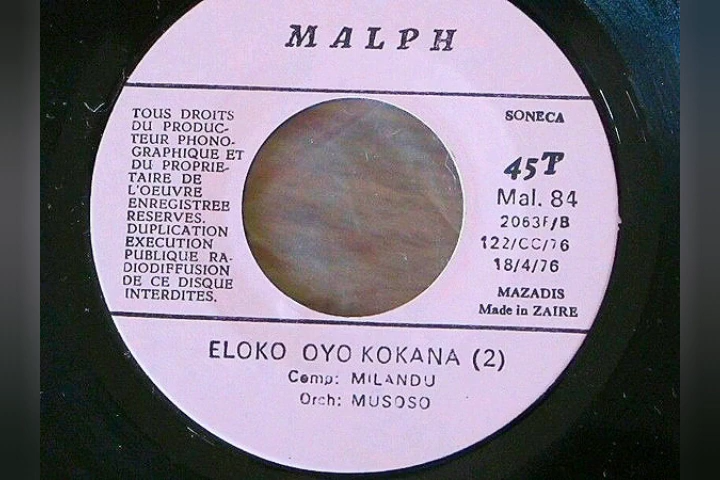 MALPH
TOUS DROITS
DU PRODUC-
TEUR PHONO-
GRAPHIQUE ET
DU PROPRIE-
TAIRE DE
L'OEUVRE
ENREGISTREE
RESERVES.
DUPLICATION
EXECUTION
PUBLIQUE RA-
DIODIFFUSION
DE CE DISQUE
INTERDITES.
SONECA
45T
Mal. 84
2063F/B
122/CC/76
18/4/76
MAZADIS
Made in ZAIRE
ELOKO OYO KOKANA (2)
Comp: MILANDU
Orch: MUSOSO